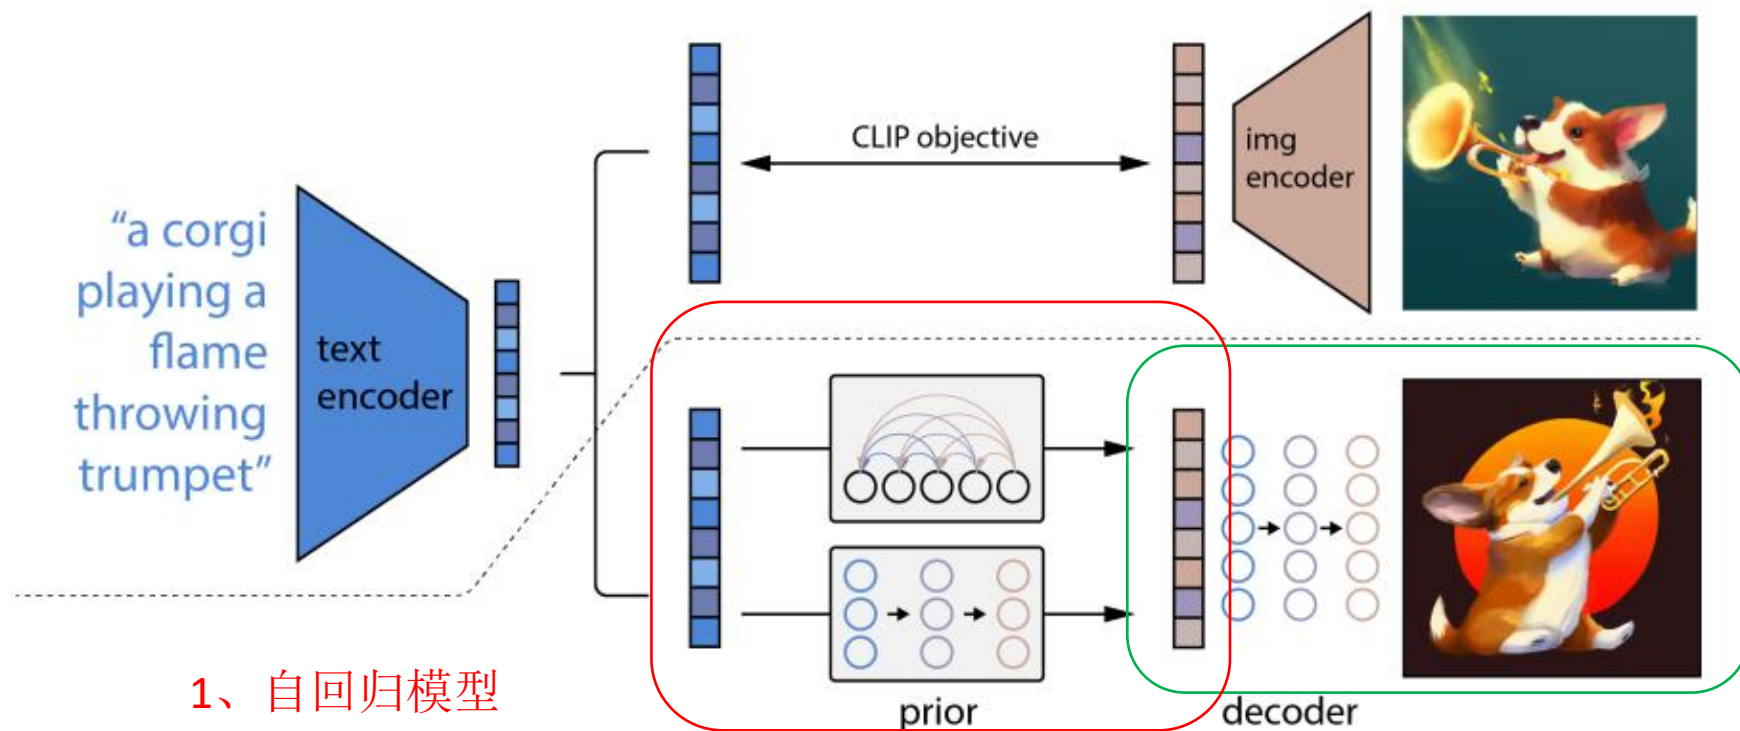 “a corgi
playing a
flame
throwing
trumpet”
text
encoder
CLIP objective
img
encoder
prior
decoder
1、自回归模型